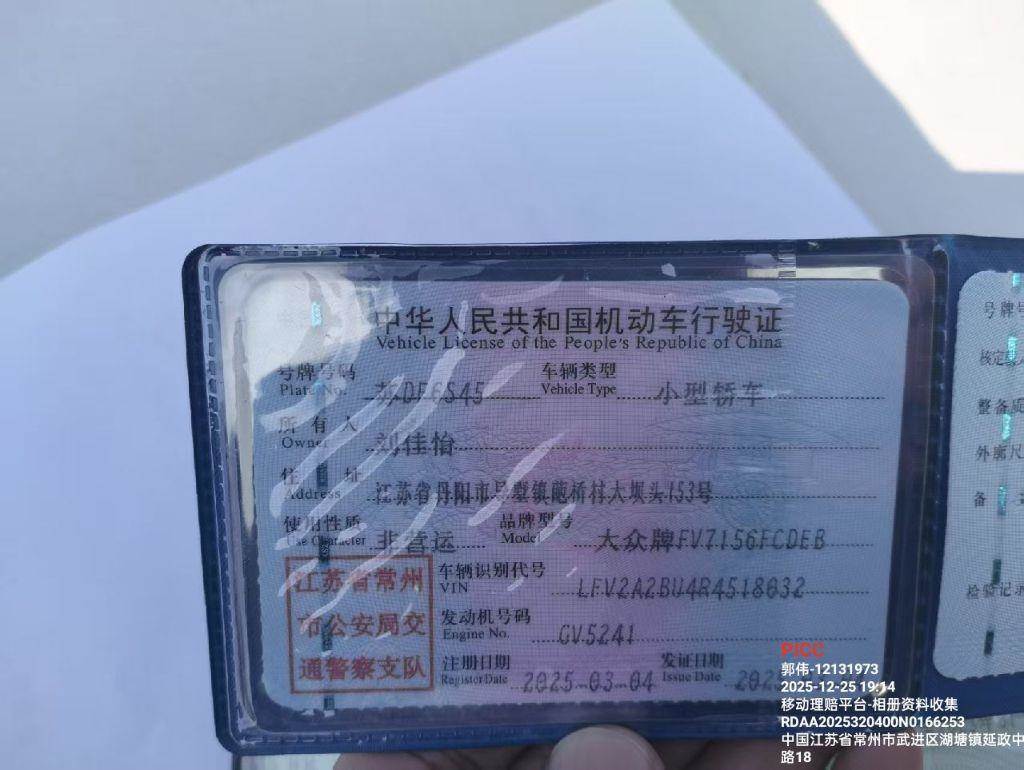 中华人民共和国机动车行驶证
Vehicle License of the People's Republic of China
号牌号码 苏DF6S45 车辆类型 小型轿车
Plate No. Vehicle Type
所有人 刘佳怡
Owner
住址 江苏省丹阳市 镇 桥村大坝头153号
Address
使用性质 非营运 品牌型号 大众牌FV7156FCDEB
Use Character Model
江苏省常州
市公安局交
通警察支队
车辆识别代号 LFV2A2BU4R4518032
VIN
发动机号码 GV5241
Engine No.
注册日期 2025-03-04 发证日期 202
Register Date Issue Date
号牌号
核定
整备质
外廓尺
备
检验记录
PICC
郭伟-12131973
2025-12-25 19:14
移动理赔平台-相册资料收集
RDAA2025320400N0166253
中国江苏省常州市武进区湖塘镇延政中
路18